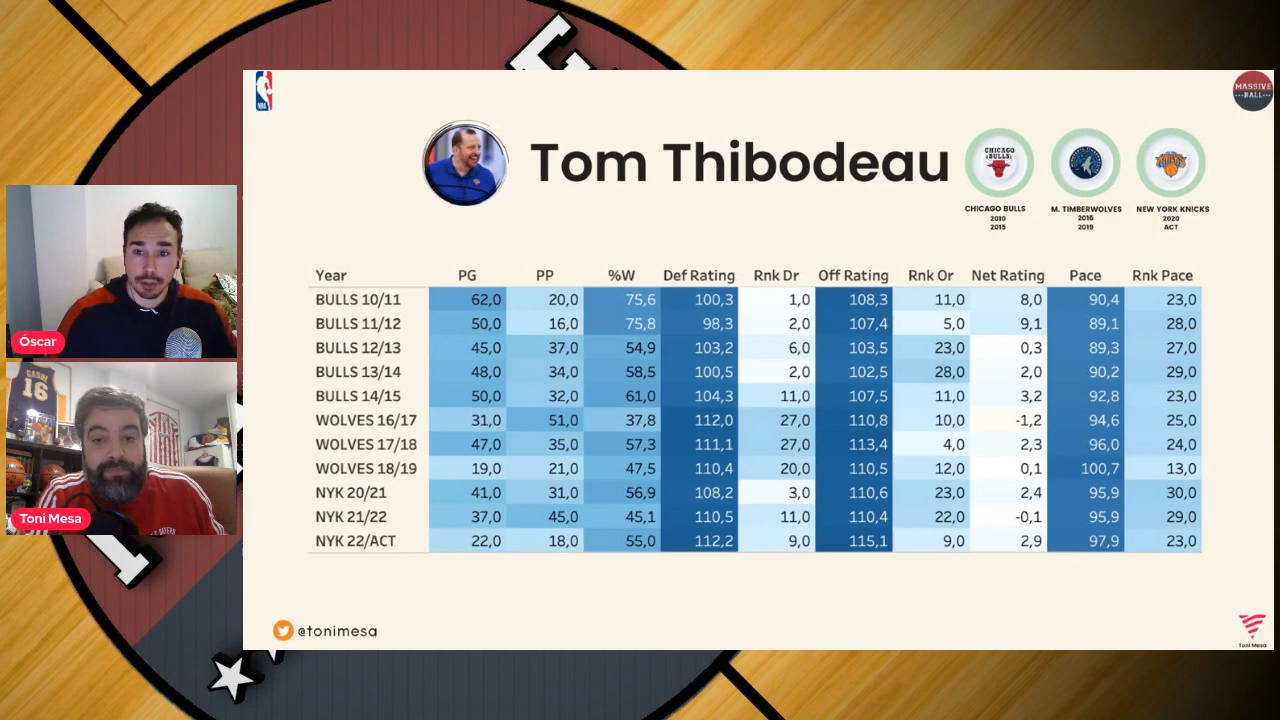 NBA
MASSIVE
BALL
Tom Thibodeau
CHICAGO
BULLS
CHICAGO BULLS
2010
2015
M. TIMBERWOLVES
2016
2019
NEW YORK KNICKS
2020
ACT
Year PG PP %W Def Rating Rnk Dr Off Rating Rnk Or Net Rating Pace Rnk Pace
BULLS 10/11 62,0 20,0 75,6 100,3 1,0 108,3 11,0 8,0 90,4 23,0
BULLS 11/12 50,0 16,0 75,8 98,3 2,0 107,4 5,0 9,1 89,1 28,0
BULLS 12/13 45,0 37,0 54,9 103,2 6,0 103,5 23,0 0,3 89,3 27,0
BULLS 13/14 48,0 34,0 58,5 100,5 2,0 102,5 28,0 2,0 90,2 29,0
BULLS 14/15 50,0 32,0 61,0 104,3 11,0 107,5 11,0 3,2 92,8 23,0
WOLVES 16/17 31,0 51,0 37,8 112,0 27,0 110,8 10,0 -1,2 94,6 25,0
WOLVES 17/18 47,0 35,0 57,3 111,1 27,0 113,4 4,0 2,3 96,0 24,0
WOLVES 18/19 19,0 21,0 47,5 110,4 20,0 110,5 12,0 0,1 100,7 13,0
NYK 20/21 41,0 31,0 56,9 108,2 3,0 110,6 23,0 2,4 95,9 30,0
NYK 21/22 37,0 45,0 45,1 110,5 11,0 110,4 22,0 -0,1 95,9 29,0
NYK 22/ACT 22,0 18,0 55,0 112,2 9,0 115,1 9,0 2,9 97,9 23,0
Óscar
GASOL
16
Toni Mesa
@tonimesa
Toni Mesa